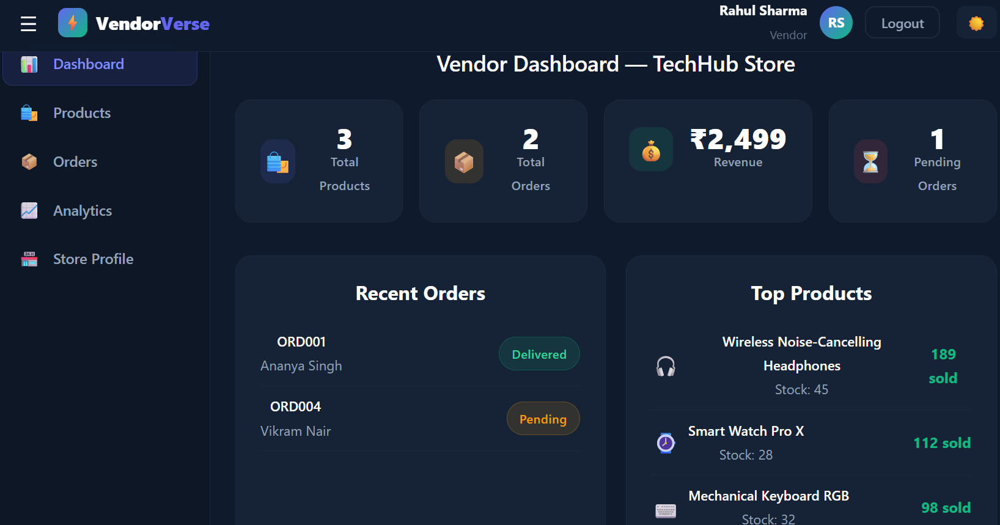 VendorVerse
Rahul Sharma
Vendor
RS
Logout
Dashboard
Products
Orders
Analytics
Store Profile
Vendor Dashboard — TechHub Store
3
Total
Products
2
Total
Orders
₹2,499
Revenue
1
Pending
Orders
Recent Orders
ORD001
Ananya Singh
Delivered
ORD004
Vikram Nair
Pending
Top Products
Wireless Noise-Cancelling
Headphones
Stock: 45
189
sold
Smart Watch Pro X
Stock: 28
112 sold
Mechanical Keyboard RGB
Stock: 32
98 sold